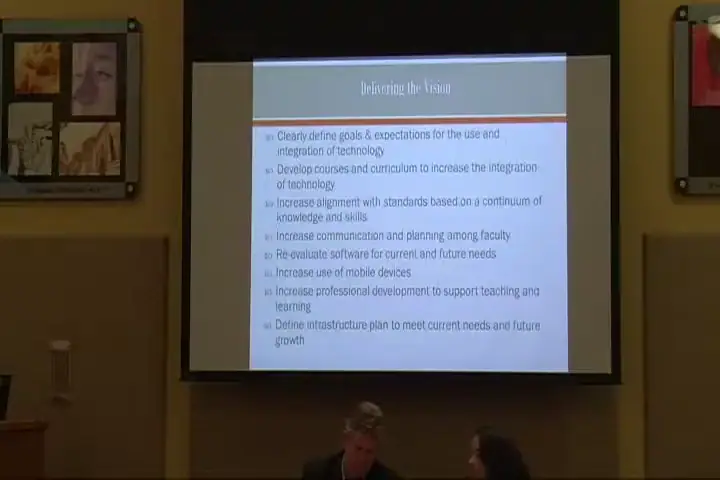 Delivering the Vision
Clearly define goals & expectations for the use and
integration of technology
Develop courses and curriculum to increase the integration
of technology
Increase alignment with standards based on a continuum of
knowledge and skills
Increase communication and planning among faculty
Re-evaluate software for current and future needs
Increase use of mobile devices
Increase professional development to support teaching and
learning
Define infrastructure plan to meet current needs and future
growth